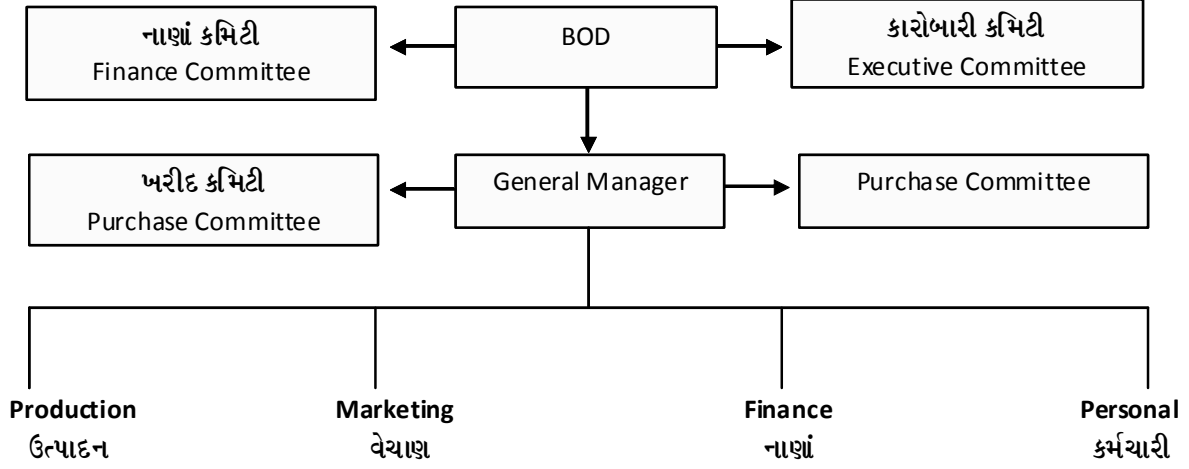 નાણાં કમિટી
Finance Committee
BOD
કારોબારી કમિટી
Executive Committee
ખરીદ કમિટી
Purchase Committee
General Manager
Purchase Committee
Production
ઉત્પાદન
Marketing
વેચાણ
Finance
નાણાં
Personal
કર્મચારી